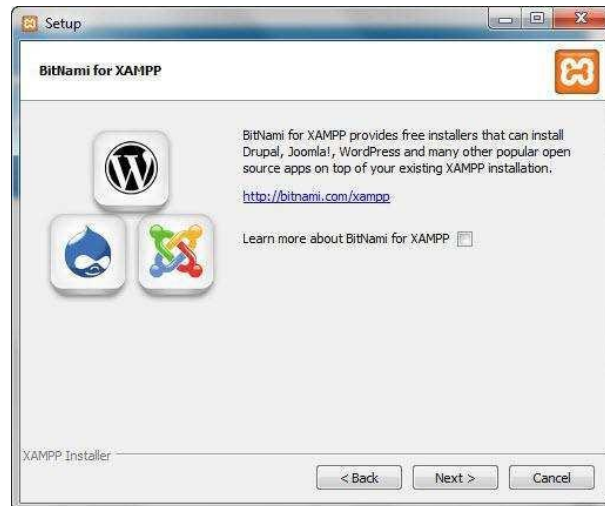 Setup
BitNami for XAMPP
BitNami for XAMPP provides free installers that can install
Drupal, Joomla!, WordPress and many other popular open
source apps on top of your existing XAMPP installation.
http://bitnami.com/xampp
Learn more about BitNami for XAMPP
XAMPP Installer
< Back
Next >
Cancel